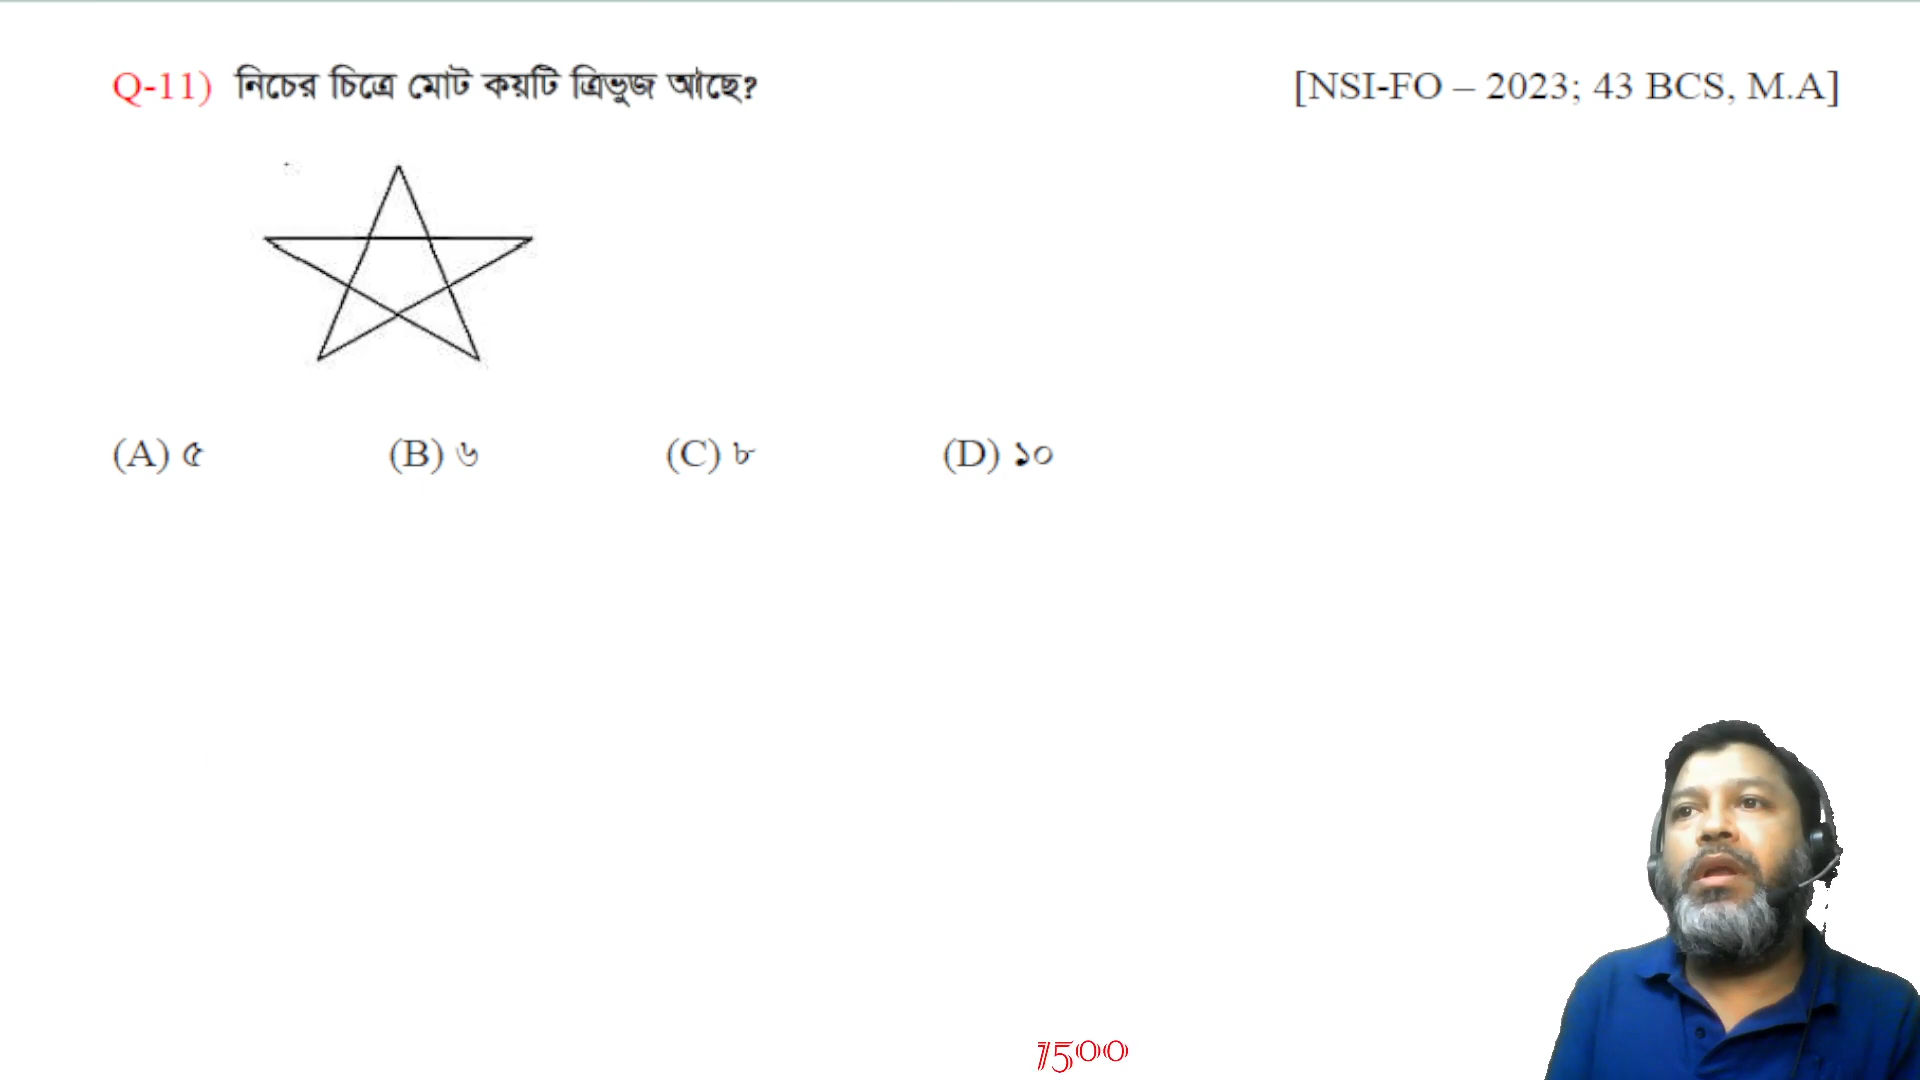 Q-11) নিচের চিত্রে মোট কয়টি ত্রিভুজ আছে? [NSI-FO – 2023; 43 BCS, M.A]
(A) ৫ (B) ৬ (C) ৮ (D) ১০
1500